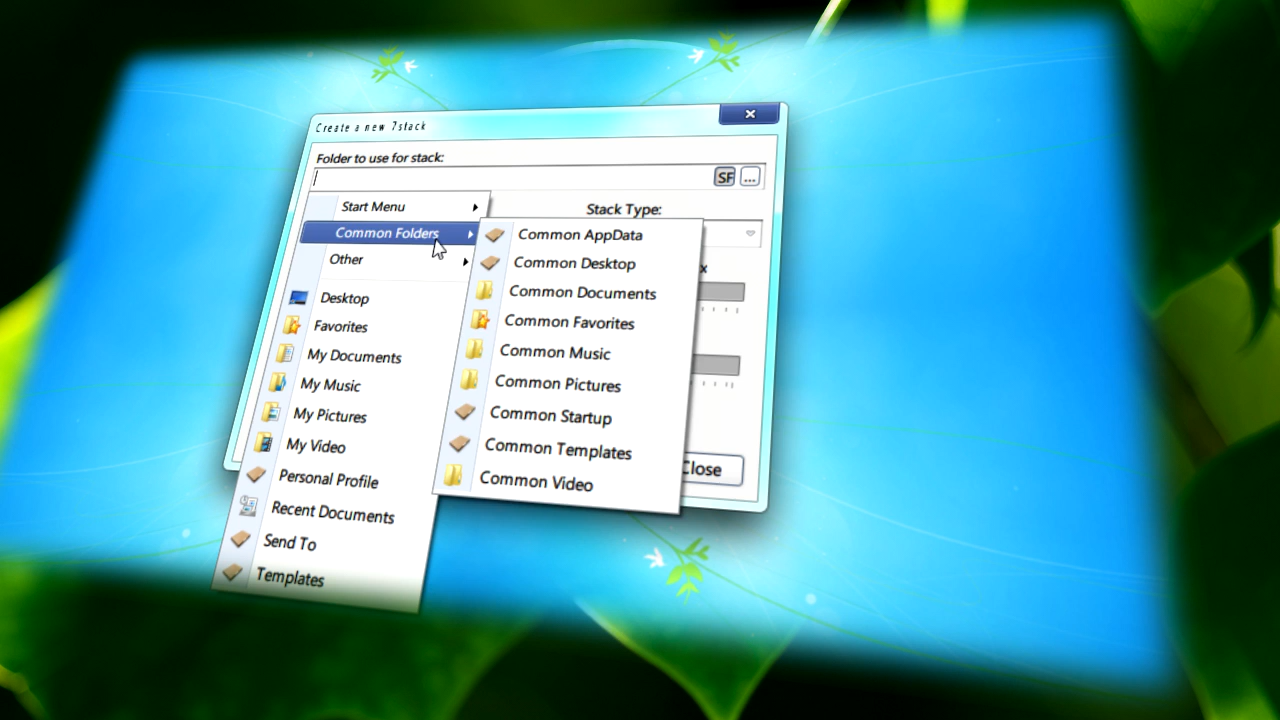 Create a new 7stack
Folder to use for stack:
SF ...
Start Menu
Stack Type:
Common Folders
Common AppData
Other
Common Desktop
x
Desktop
Common Documents
Favorites
Common Favorites
My Documents
Common Music
My Music
Common Pictures
My Pictures
Common Startup
My Video
Common Templates
Close
Personal Profile
Common Video
Recent Documents
Send To
Templates